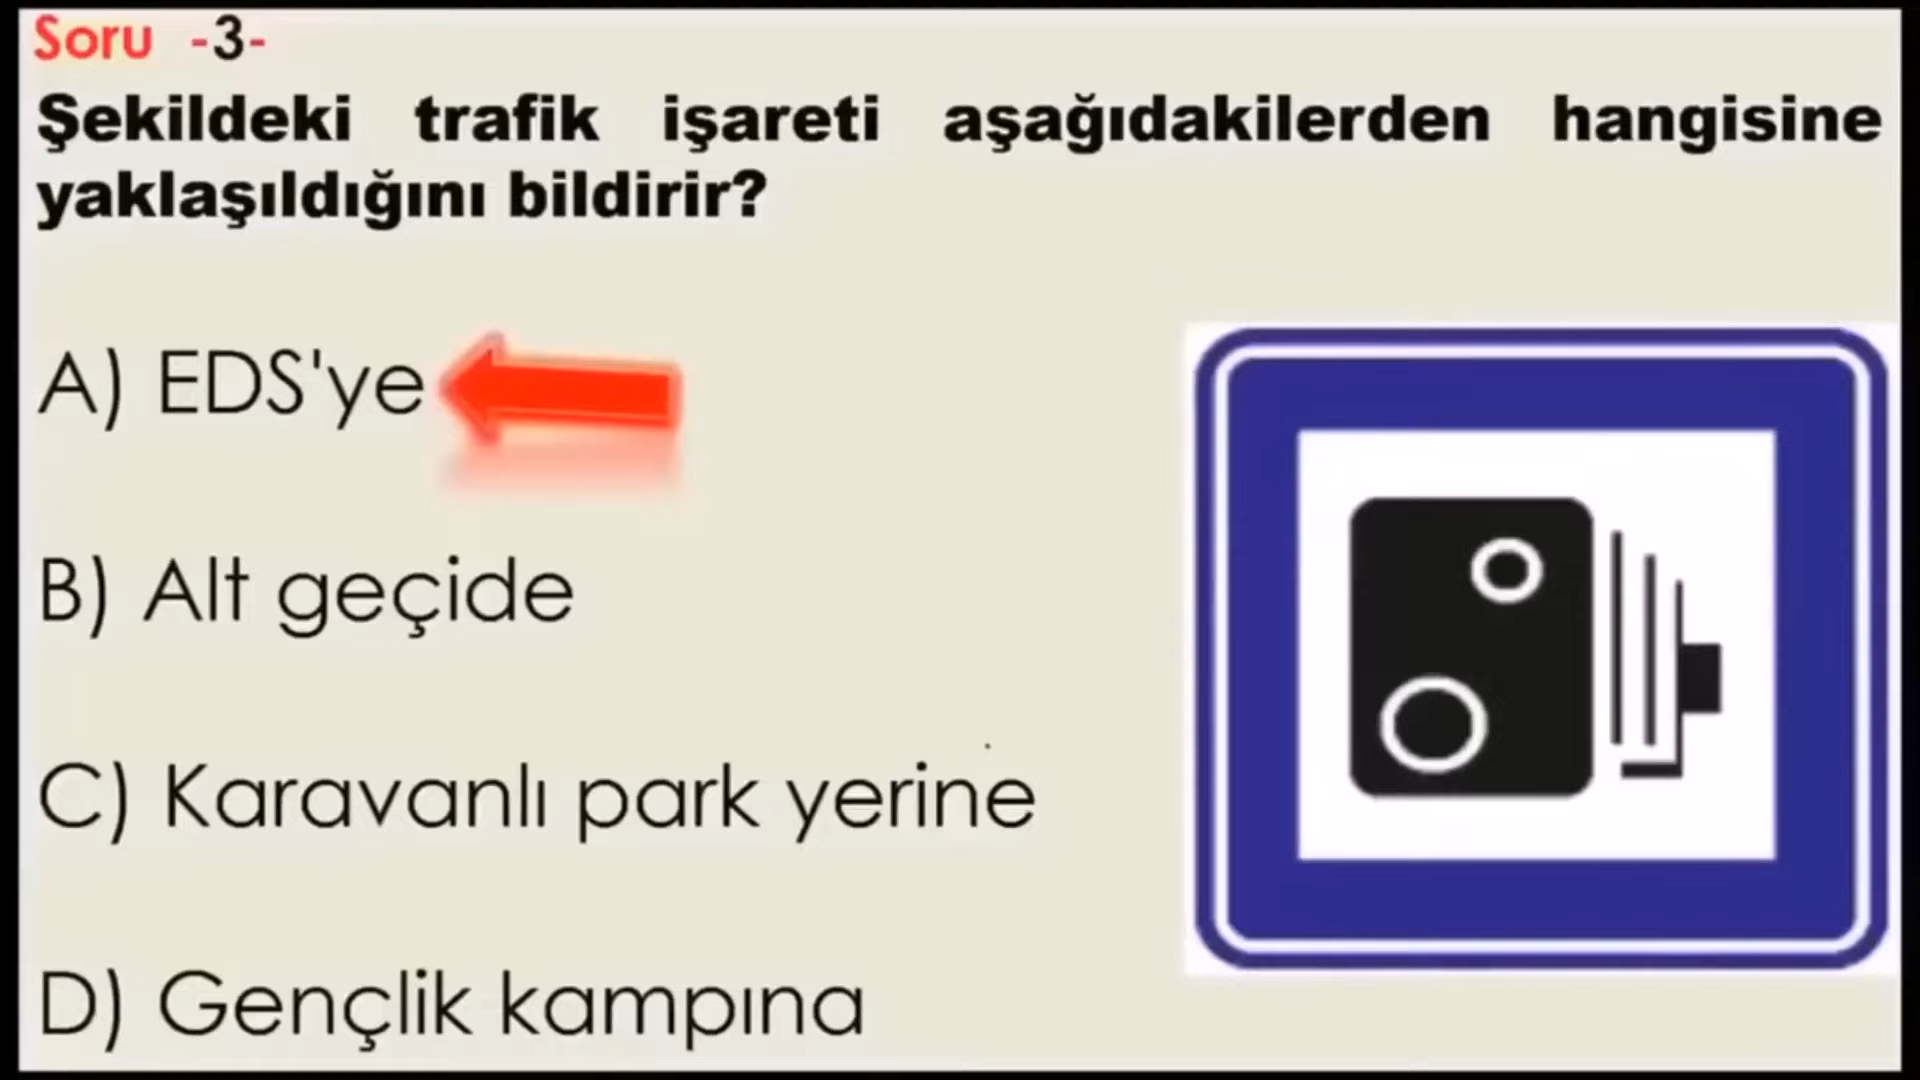 Soru -3-
Şekildeki trafik işareti aşağıdakilerden hangisine
yaklaşıldığını bildirir?
A) EDS'ye
B) Alt geçide
C) Karavanlı park yerine
D) Gençlik kampına